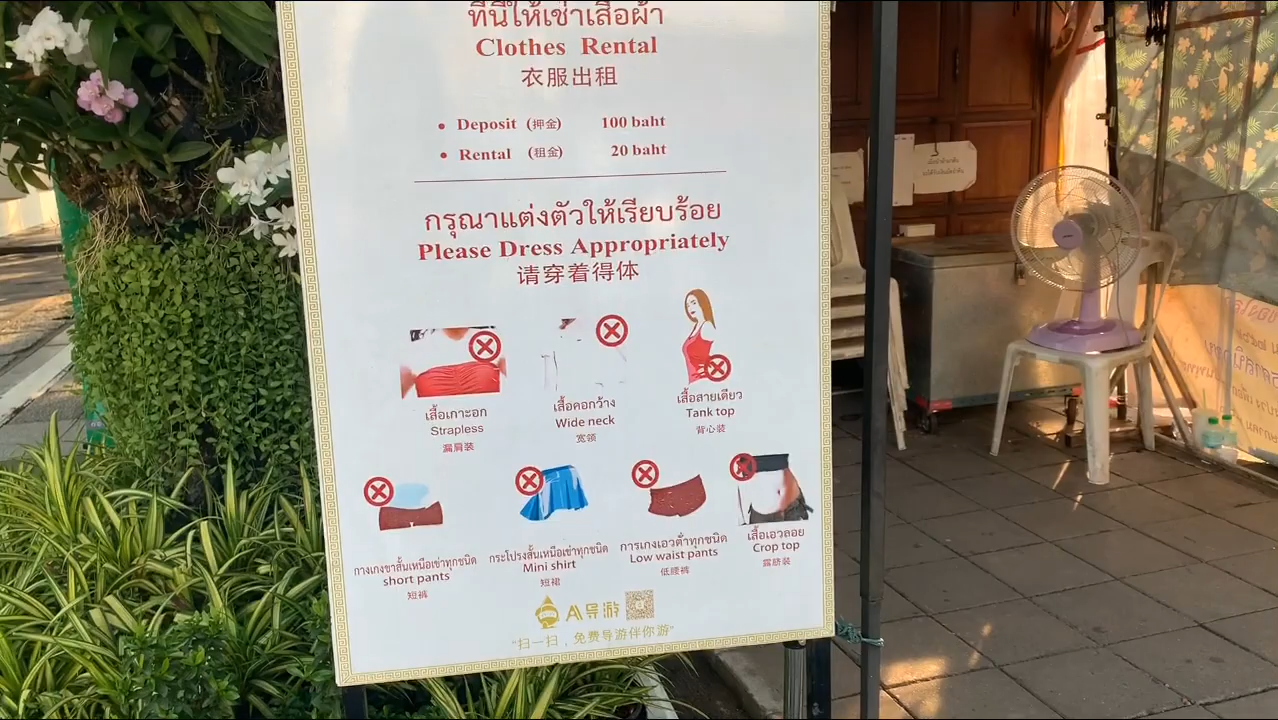 ที่นี่ให้เช่าเสื้อผ้า
Clothes Rental
衣服出租
• Deposit (押金) 100 baht
• Rental (租金) 20 baht
กรุณาแต่งตัวให้เรียบร้อย
Please Dress Appropriately
请穿着得体
เสื้อเกาะอก
Strapless
漏肩装
เสื้อคอกว้าง
Wide neck
宽领
เสื้อสายเดียว
Tank top
背心装
กางเกงขาสั้นเหนือเข่าทุกชนิด
short pants
短裤
กระโปรงสั้นเหนือเข่าทุกชนิด
Mini shirt
短裙
การเกงเอวต่ำทุกชนิด
Low waist pants
低腰裤
เสื้อเอวลอย
Crop top
露脐装
AI导游
“扫一扫，免费导游伴你游”